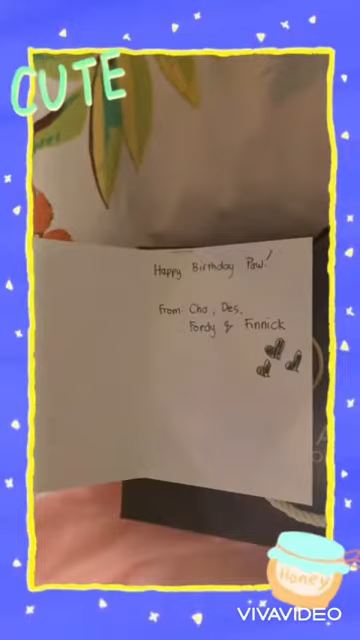 CUTE
Happy Birthday Paw!
From Cha, Des,
Fordy & Finnick
Honey
VIVAVIDEO